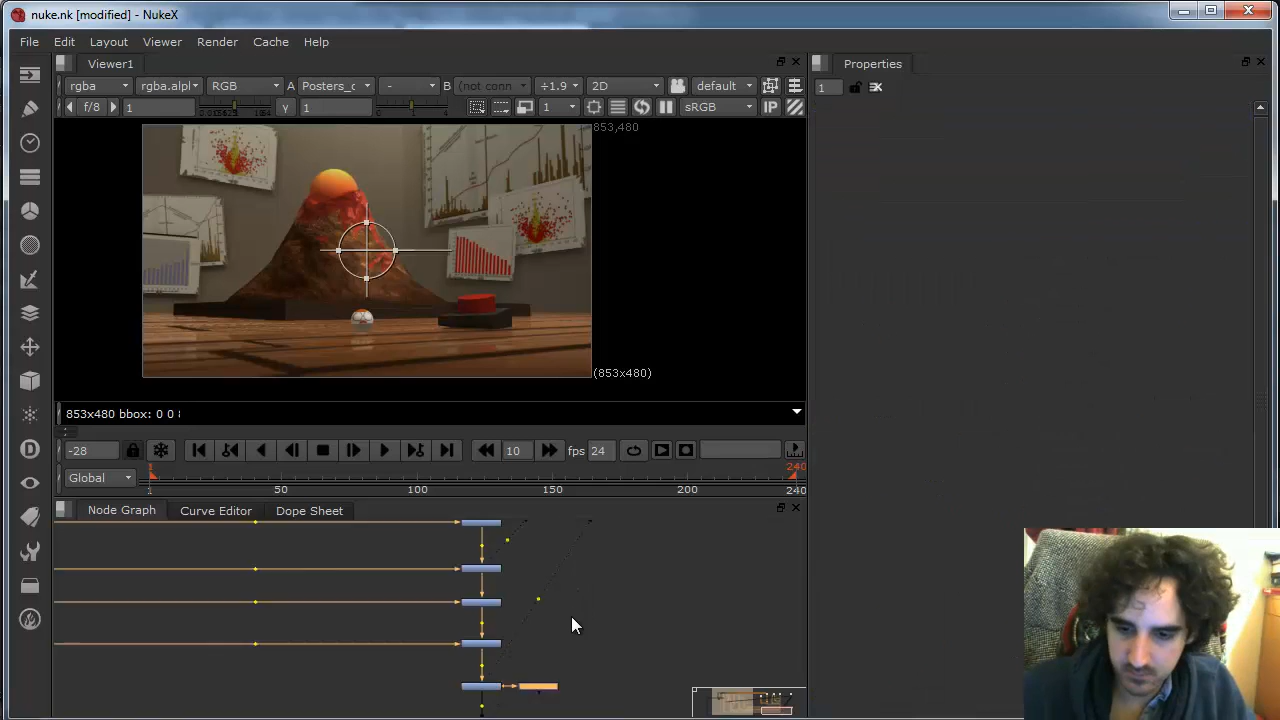 nuke.nk [modified] - NukeX
File Edit Layout Viewer Render Cache Help
Viewer1
Properties
rgba rgba.alpl RGB A Posters_c - B (not conn ÷1.9 2D default
1
f/8 1 γ 1 1 sRGB IP
853,480
(853x480)
853x480 bbox: 0 0
-28 10 fps 24
Global 1 50 100 150 200 240
1 240
Node Graph Curve Editor Dope Sheet